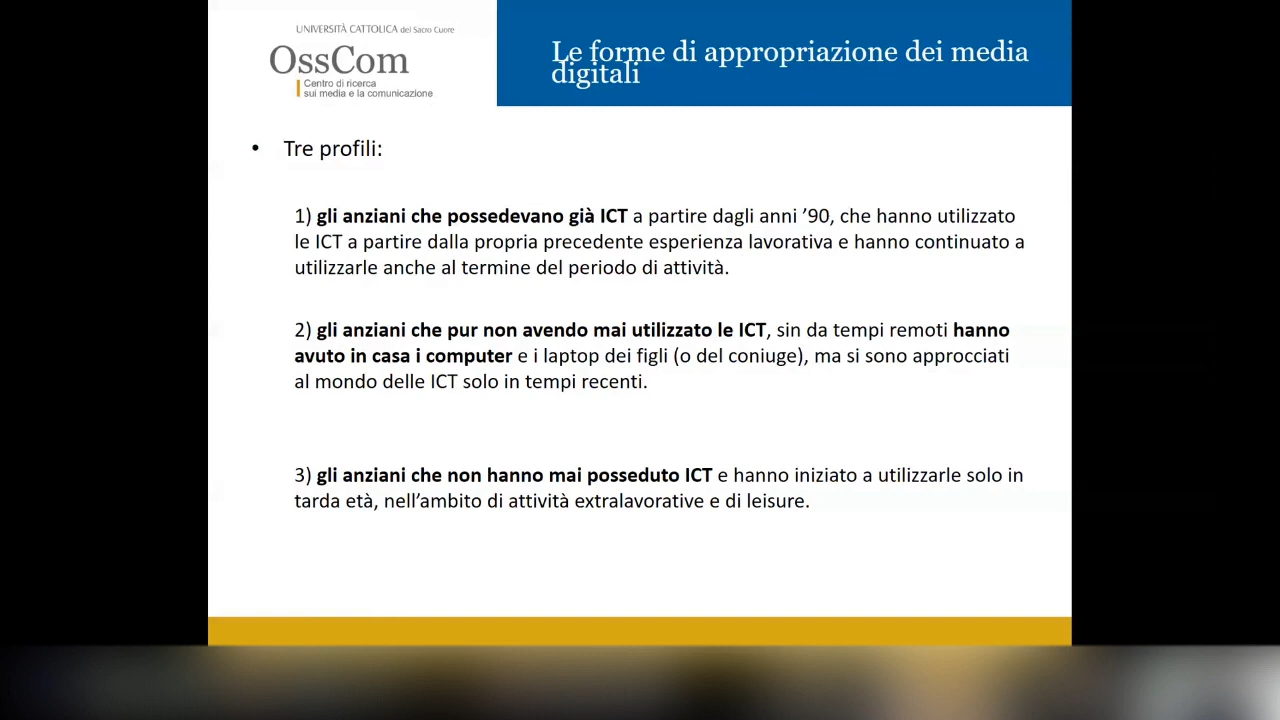 UNIVERSITÀ CATTOLICA del Sacro Cuore
OssCom
Centro di ricerca
sui media e la comunicazione
Le forme di appropriazione dei media
digitali
• Tre profili:
1) gli anziani che possedevano già ICT a partire dagli anni ’90, che hanno utilizzato
le ICT a partire dalla propria precedente esperienza lavorativa e hanno continuato a
utilizzarle anche al termine del periodo di attività.
2) gli anziani che pur non avendo mai utilizzato le ICT, sin da tempi remoti hanno
avuto in casa i computer e i laptop dei figli (o del coniuge), ma si sono approcciati
al mondo delle ICT solo in tempi recenti.
3) gli anziani che non hanno mai posseduto ICT e hanno iniziato a utilizzarle solo in
tarda età, nell’ambito di attività extralavorative e di leisure.